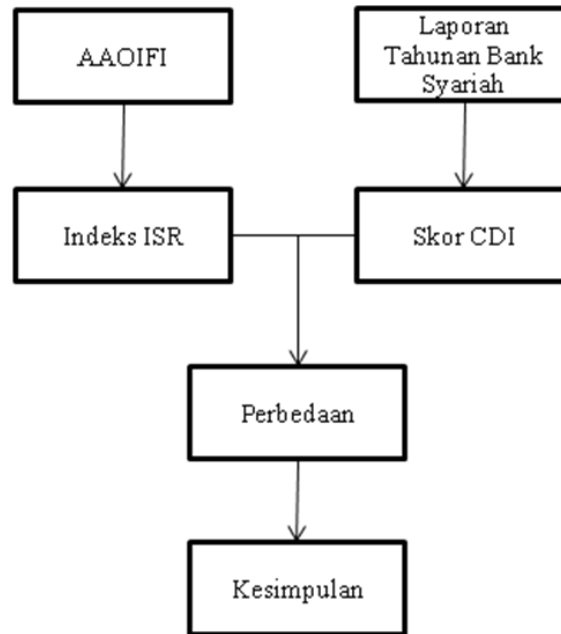 AAOIFI
Laporan
Tahunan Bank
Syariah
Indeks ISR
Skor CDI
Perbedaan
Kesimpulan